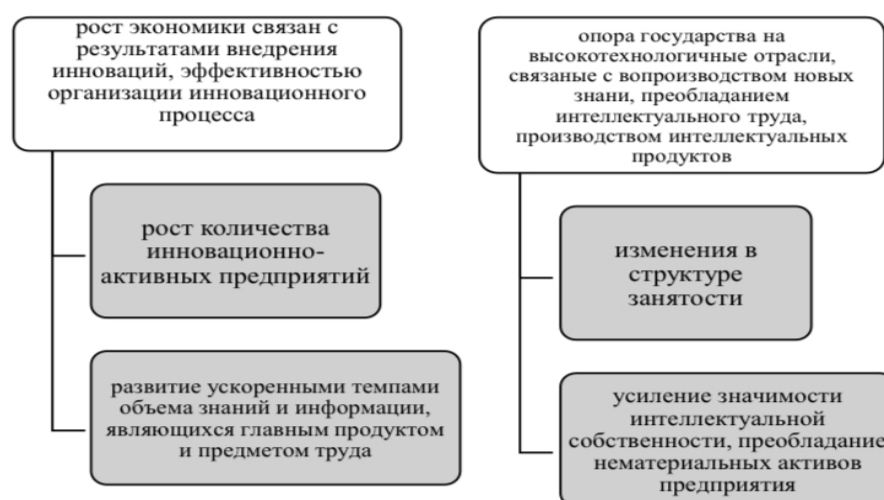 рост экономики связан с
результатами внедрения
инноваций, эффективностью
организации инновационного
процесса
рост количества
инновационно-
активных предприятий
развитие ускоренными темпами
объема знаний и информации,
являющихся главным продуктом
и предметом труда
опора государства на
высокотехнологичные отрасли,
связаные с вопроизводством новых
знани, преобладанием
интеллектуального труда,
производством интеллектуальных
продуктов
изменения в
структуре
занятости
усиление значимости
интеллектуальной
собственности, преобладание
нематериальных активов
предприятия